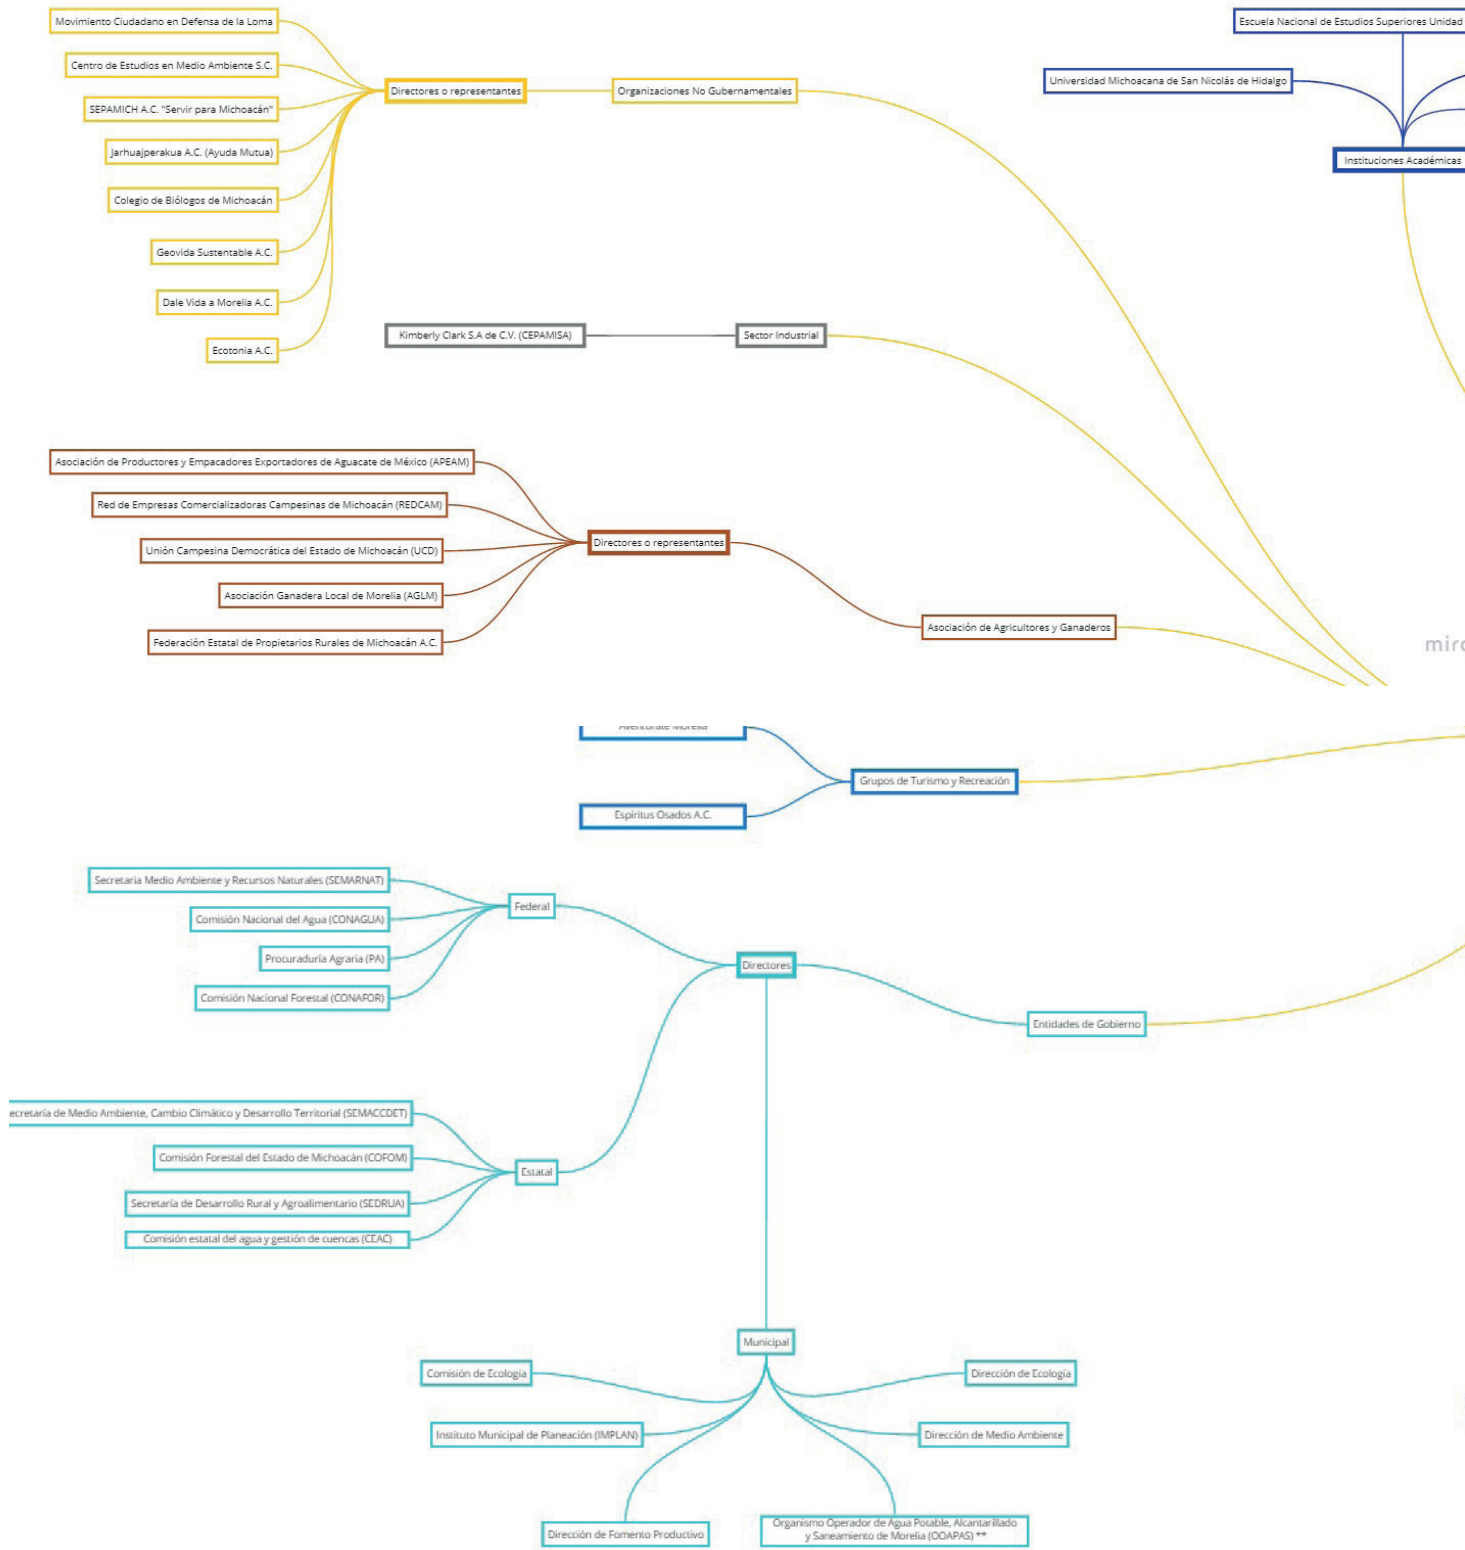 Movimiento Ciudadano en Defensa de la Loma
Centro de Estudios en Medio Ambiente S.C.
SEPAMICH A.C. "Servir para Michoacán"
Jarhuajperakua A.C. (Ayuda Mutua)
Colegio de Biólogos de Michoacán
Geovida Sustentable A.C.
Dale Vida a Morelia A.C.
Ecotonia A.C.
Directores o representantes
Organizaciones No Gubernamentales
Escuela Nacional de Estudios Superiores Unidad
Universidad Michoacana de San Nicolás de Hidalgo
Instituciones Académicas
Kimberly Clark S.A de C.V. (CEPAMISA)
Sector Industrial
Asociación de Productores y Empacadores Exportadores de Aguacate de México (APEAM)
Red de Empresas Comercializadoras Campesinas de Michoacán (REDCAM)
Unión Campesina Democrática del Estado de Michoacán (UCD)
Asociación Ganadera Local de Morelia (AGLM)
Federación Estatal de Propietarios Rurales de Michoacán A.C.
Directores o representantes
Asociación de Agricultores y Ganaderos
Aventúrate Morelia
Grupos de Turismo y Recreación
Espíritus Osados A.C.
Secretaria Medio Ambiente y Recursos Naturales (SEMARNAT)
Comisión Nacional del Agua (CONAGUA)
Procaduría Agraria (PA)
Comisión Nacional Forestal (CONAFOR)
Federal
Directores
Entidades de Gobierno
ecretaría de Medio Ambiente, Cambio Climático y Desarrollo Territorial (SEMACCDET)
Comisión Forestal del Estado de Michoacán (COFOM)
Secretaría de Desarrollo Rural y Agroalimentario (SEDRUA)
Comisión estatal del agua y gestión de cuencas (CEAC)
Estatal
Municipal
Comisión de Ecología
Dirección de Ecología
Instituto Municipal de Planeación (IMPLAN)
Dirección de Medio Ambiente
Dirección de Fomento Productivo
Organismo Operador de Agua Potable, Alcantarillado
y Saneamiento de Morelia (OOAPAS) **